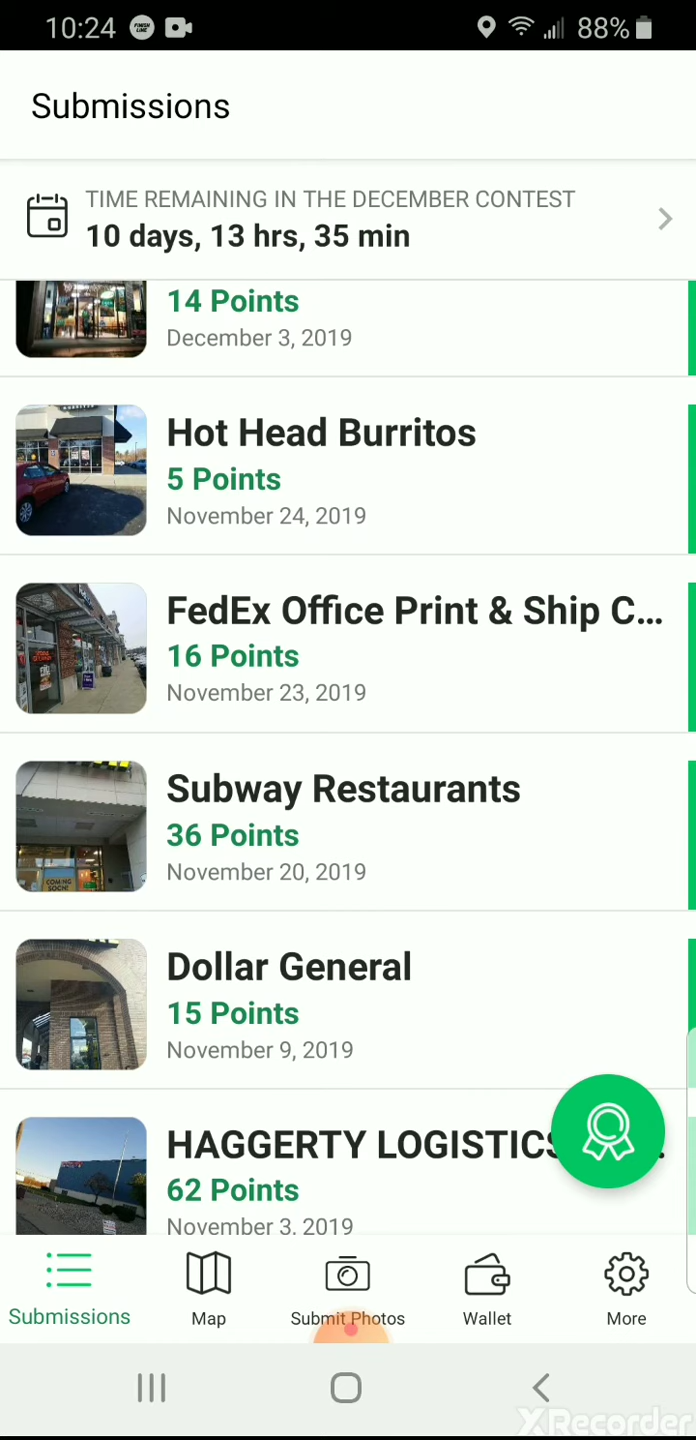 10:24
88%
Submissions
TIME REMAINING IN THE DECEMBER CONTEST
10 days, 13 hrs, 35 min
14 Points
December 3, 2019
Hot Head Burritos
5 Points
November 24, 2019
FedEx Office Print & Ship C...
16 Points
November 23, 2019
Subway Restaurants
36 Points
November 20, 2019
COMING SOON!
Dollar General
15 Points
November 9, 2019
HAGGERTY LOGISTICS
62 Points
November 3, 2019
Submissions
Map
Submit Photos
Wallet
More
XRecorder